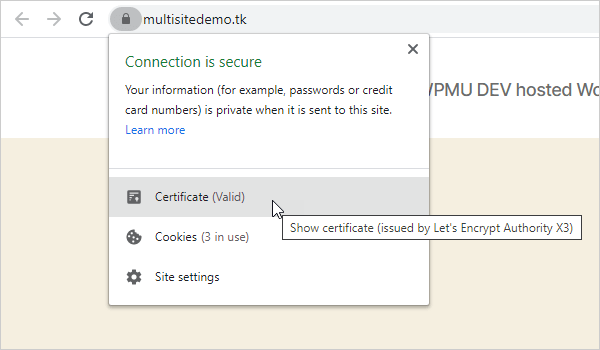 multisitedemo.tk
Connection is secure
Your information (for example, passwords or credit
card numbers) is private when it is sent to this site.
Learn more
WPMU DEV hosted Wo
Certificate (Valid)
Show certificate (issued by Let's Encrypt Authority X3)
Cookies (3 in use)
Site settings